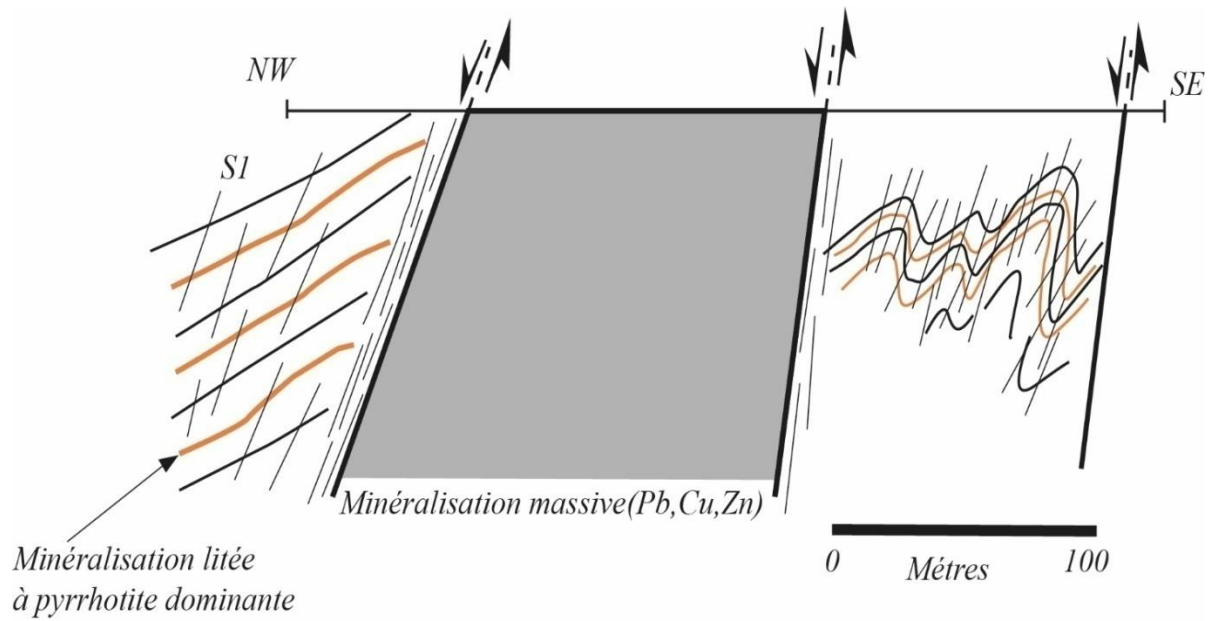 NW
SE
S1
Minéralisation massive(Pb,Cu,Zn)
Minéralisation litée
à pyrrhotite dominante
0 Métres 100